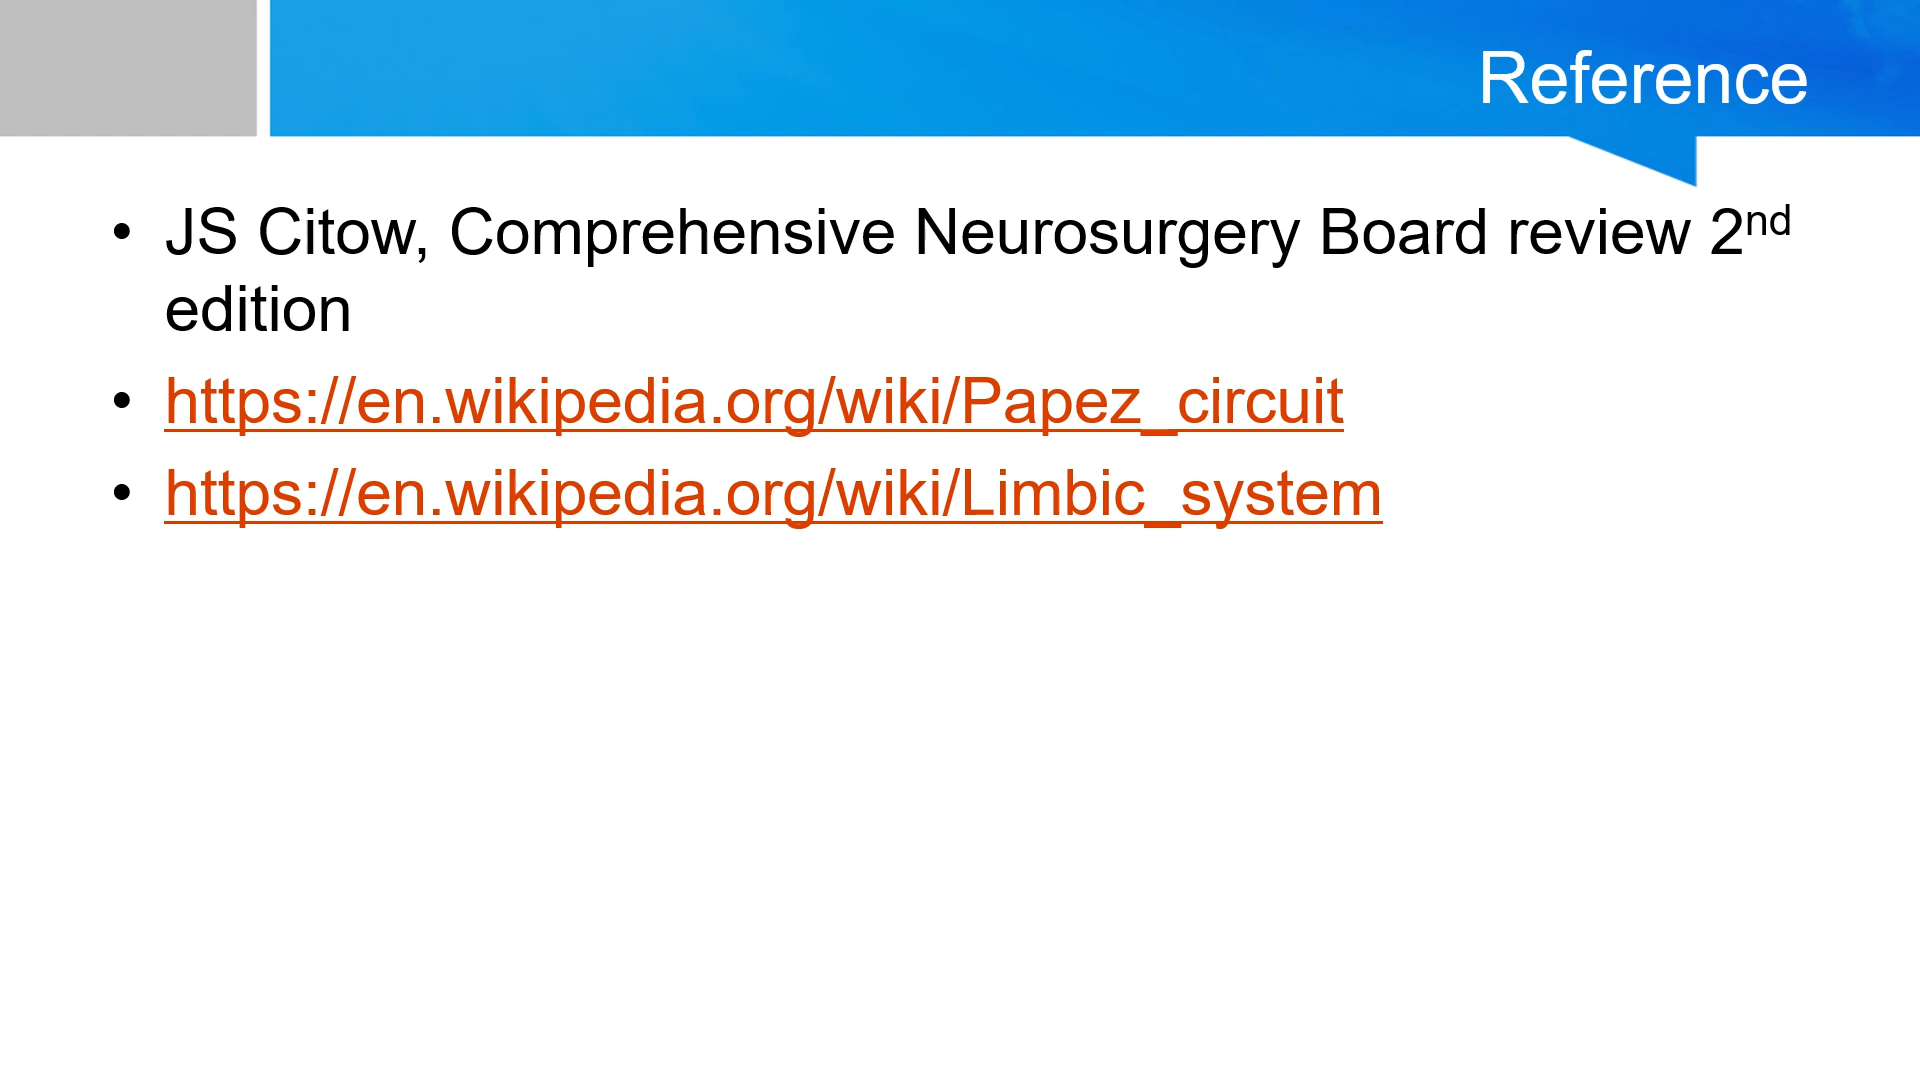 Reference
• JS Citow, Comprehensive Neurosurgery Board review 2nd
edition
• https://en.wikipedia.org/wiki/Papez_circuit
• https://en.wikipedia.org/wiki/Limbic_system